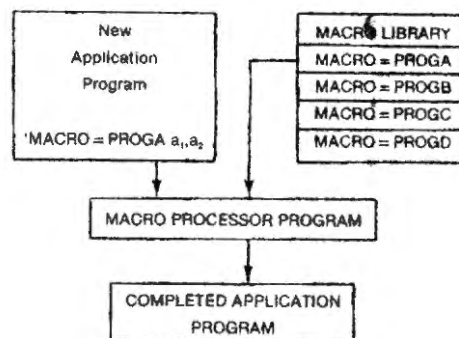 New
Application
Program
'MACRO = PROGA a₁,a₂
MACRO LIBRARY
MACRO = PROGA
MACRO = PROGB
MACRO = PROGC
MACRO = PROGD
MACRO PROCESSOR PROGRAM
COMPLETED APPLICATION
PROGRAM